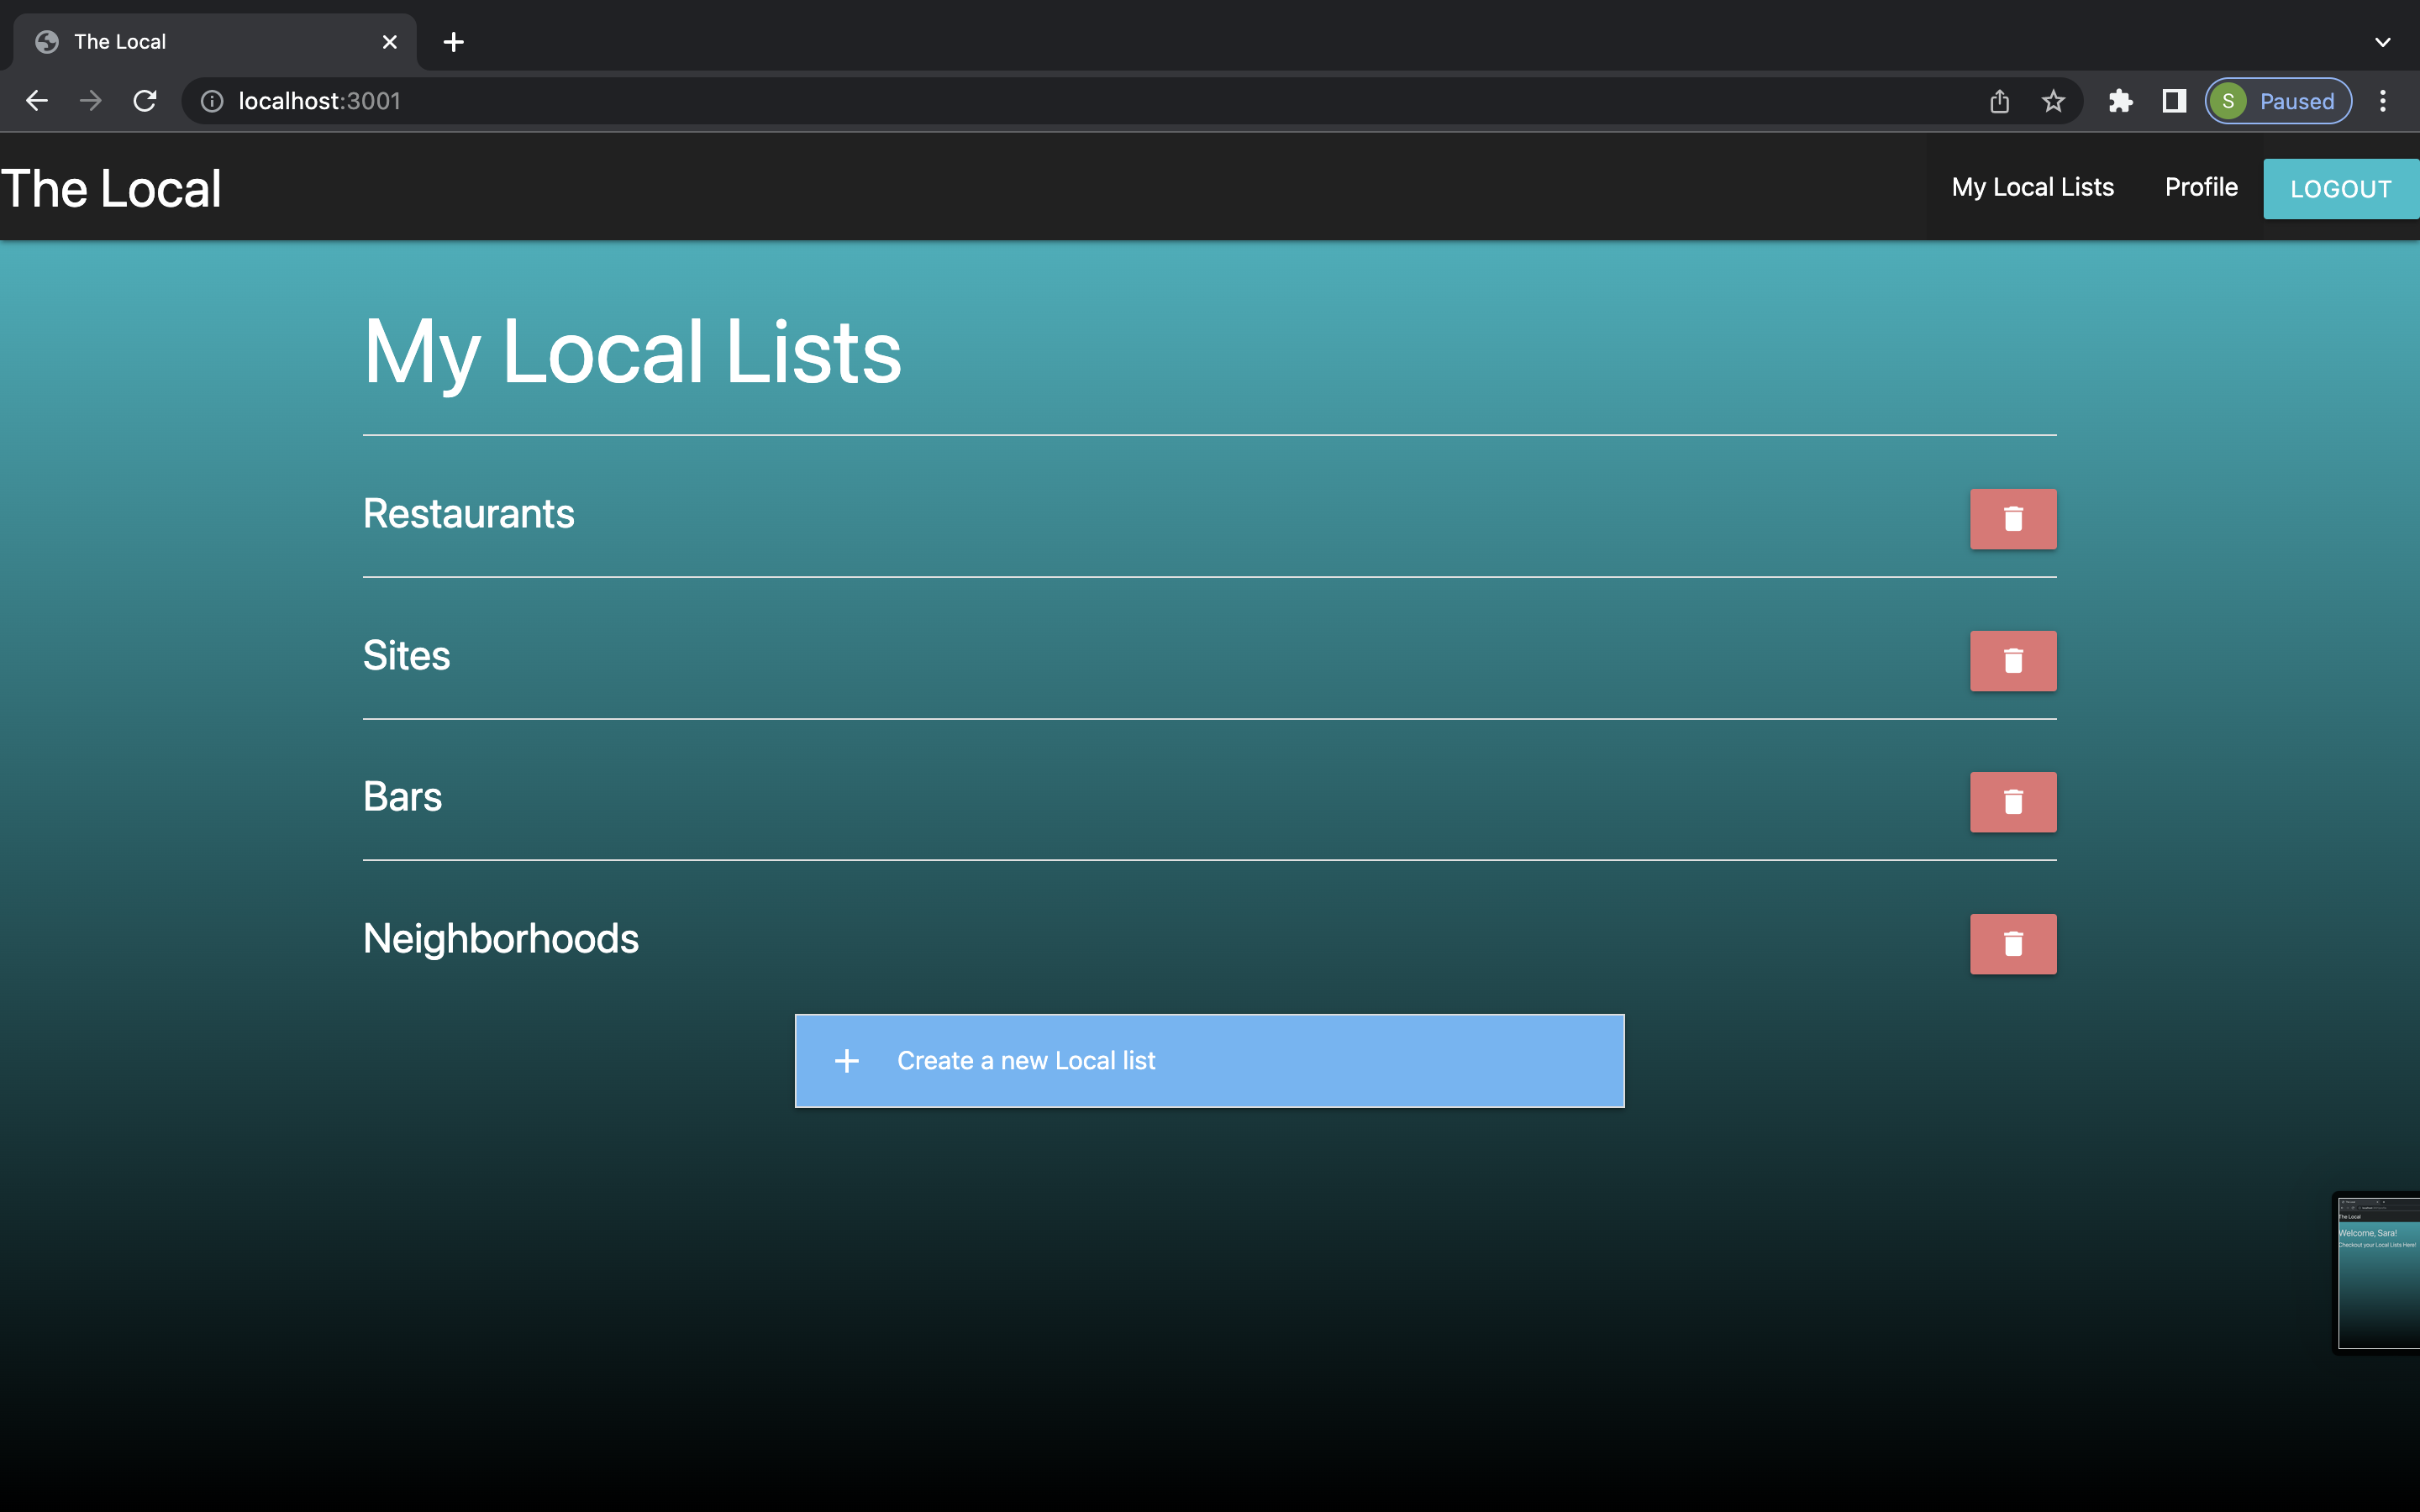 The Local
localhost:3001
S Paused
The Local
My Local Lists Profile LOGOUT
My Local Lists
Restaurants
Sites
Bars
Neighborhoods
Create a new Local list
The Local
Welcome, Sara!
Checkout your Local Lists Here!